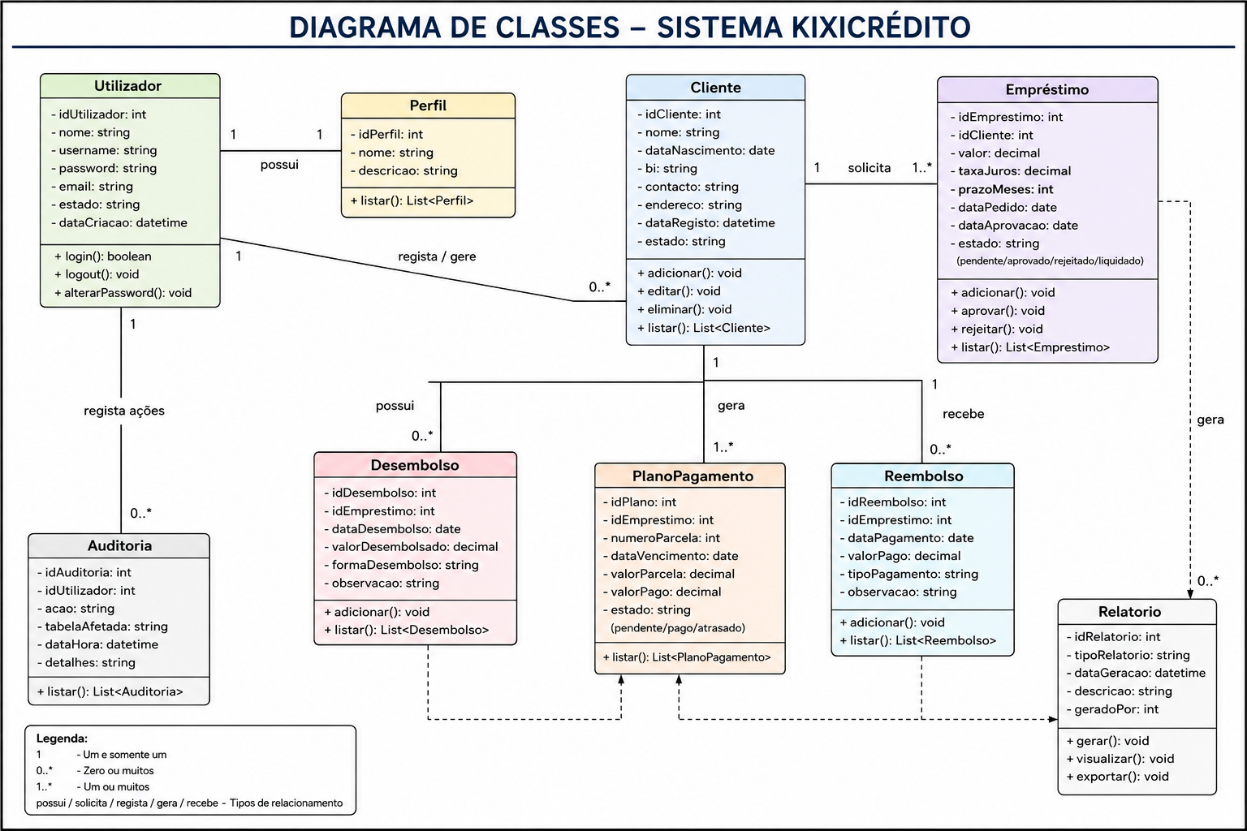 DIAGRAMA DE CLASSES – SISTEMA KIXICRÉDITO
Utilizador
- idUtilizador: int
- nome: string
- username: string
- password: string
- email: string
- estado: string
- dataCriacao: datetime
+ login(): boolean
+ logout(): void
+ alterarPassword(): void
1
1
possui
Perfil
- idPerfil: int
- nome: string
- descricao: string
+ listar(): List<Perfil>
1
regista / gere
0..*
Cliente
- idCliente: int
- nome: string
- dataNascimento: date
- bi: string
- contacto: string
- endereco: string
- dataRegisto: datetime
- estado: string
+ adicionar(): void
+ editar(): void
+ eliminar(): void
+ listar(): List<Cliente>
1
solicita
1..*
Empréstimo
- idEmprestimo: int
- idCliente: int
- valor: decimal
- taxaJuros: decimal
- prazoMeses: int
- dataPedido: date
- dataAprovacao: date
- estado: string
(pendente/aprovado/rejeitado/liquidado)
+ adicionar(): void
+ aprovar(): void
+ rejeitar(): void
+ listar(): List<Emprestimo>
1
regista ações
0..*
1
possui
0..*
gera
1..*
1
recebe
0..*
gera
0..*
Auditoria
- idAuditoria: int
- idUtilizador: int
- acao: string
- tabelaAfetada: string
- dataHora: datetime
- detalhes: string
+ listar(): List<Auditoria>
Desembolso
- idDesembolso: int
- idEmprestimo: int
- dataDesembolso: date
- valorDesembolsado: decimal
- formaDesembolso: string
- observacao: string
+ adicionar(): void
+ listar(): List<Desembolso>
PlanoPagamento
- idPlano: int
- idEmprestimo: int
- numeroParcela: int
- dataVencimento: date
- valorParcela: decimal
- valorPago: decimal
- estado: string
(pendente/pago/atrasado)
+ listar(): List<PlanoPagamento>
Reembolso
- idReembolso: int
- idEmprestimo: int
- dataPagamento: date
- valorPago: decimal
- tipoPagamento: string
- observacao: string
+ adicionar(): void
+ listar(): List<Reembolso>
Relatorio
- idRelatorio: int
- tipoRelatorio: string
- dataGeracao: datetime
- descricao: string
- geradoPor: int
+ gerar(): void
+ visualizar(): void
+ exportar(): void
Legenda:
1 - Um e somente um
0..* - Zero ou muitos
1..* - Um ou muitos
possui / solicita / regista / gera / recebe - Tipos de relacionamento